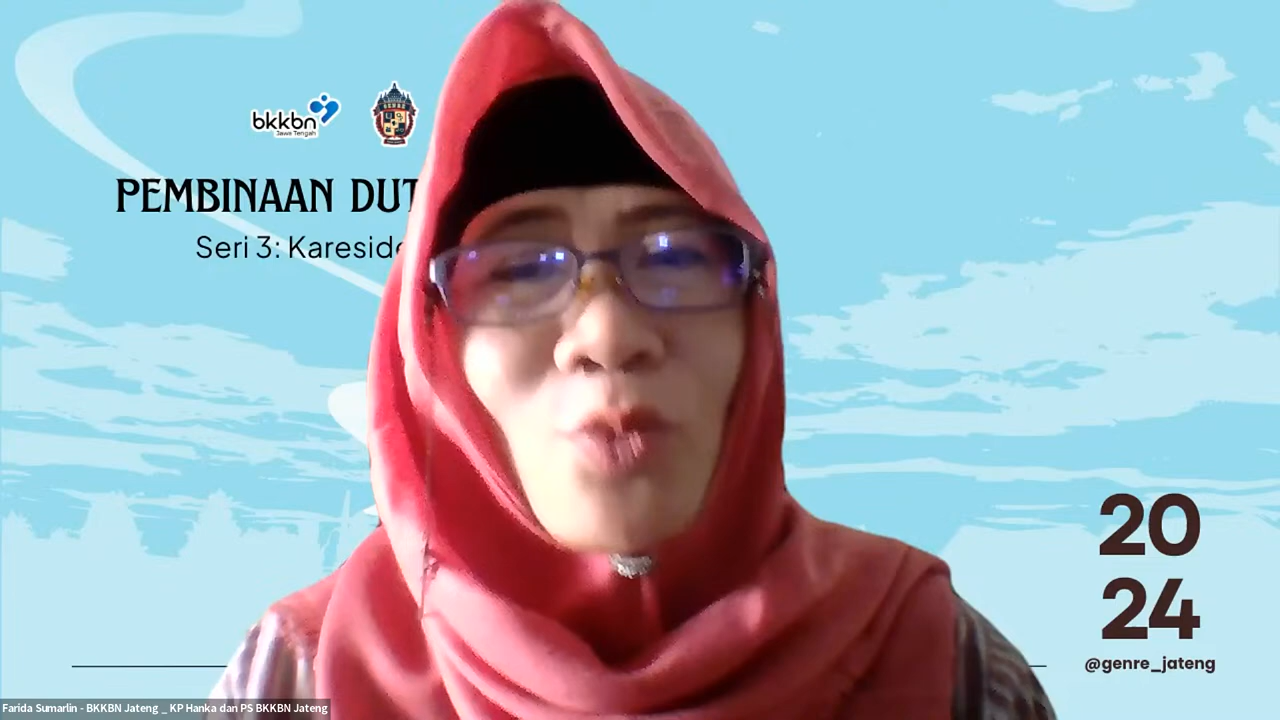 bkkbn
Jawa Tengah
GENRE
PEMBINAAN DUT
Seri 3: Kareside
20
24
@genre_jateng
Farida Sumarlin - BKKBN Jateng _ KP Hanka dan PS BKKBN Jateng